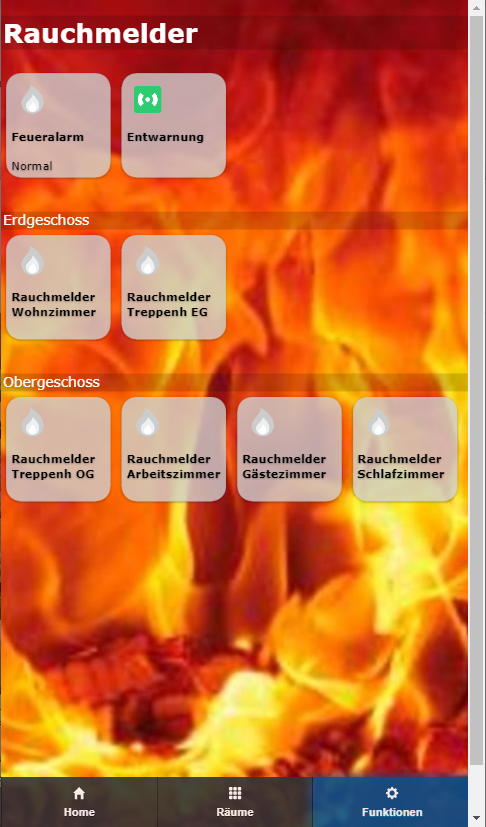 Rauchmelder
Feueralarm
Normal
Entwarnung
Erdgeschoss
Rauchmelder
Wohnzimmer
Rauchmelder
Treppenh EG
Obergeschoss
Rauchmelder
Treppenh OG
Rauchmelder
Arbeitszimmer
Rauchmelder
Gästezimmer
Rauchmelder
Schlafzimmer
Home
Räume
Funktionen